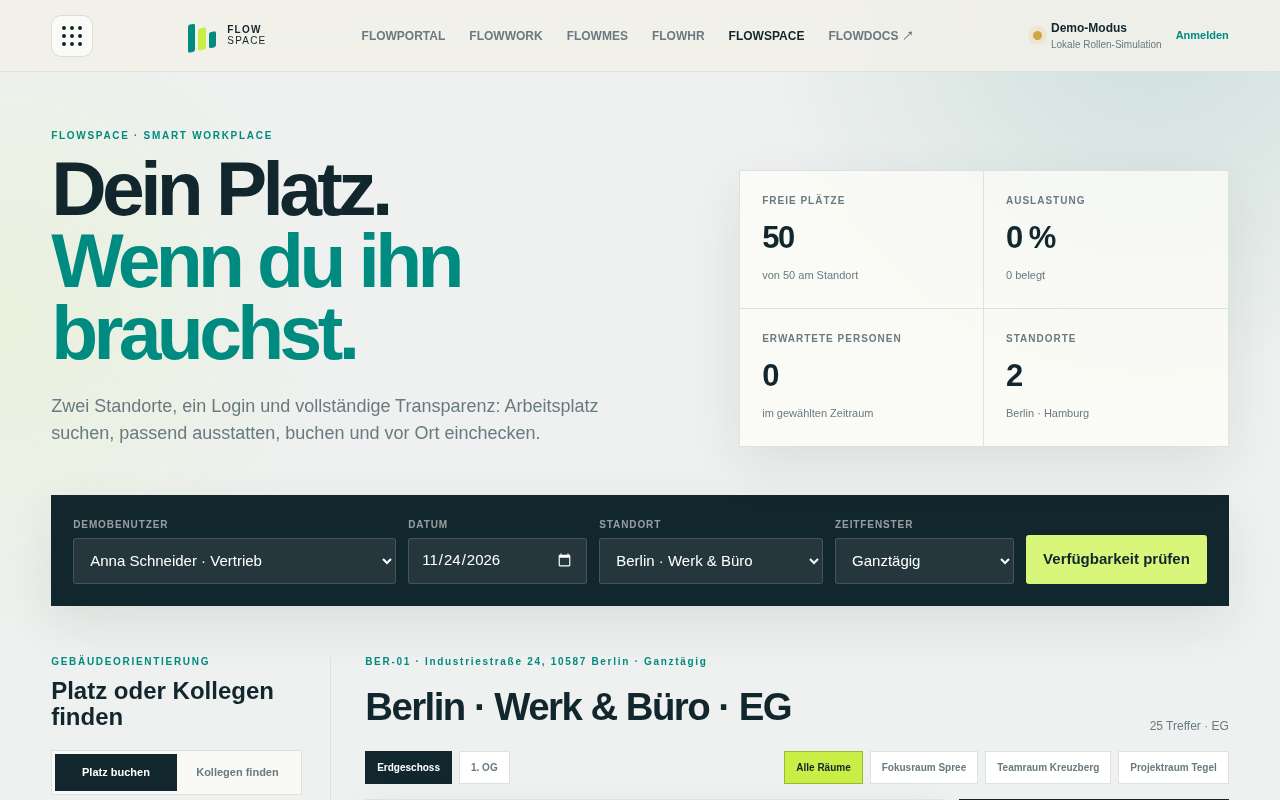 FLOW
SPACE
FLOWPORTAL FLOWWORK FLOWMES FLOWHR FLOWSPACE FLOWDOCS ↗
Demo-Modus
Lokale Rollen-Simulation
Anmelden
FLOWSPACE · SMART WORKPLACE
Dein Platz.
Wenn du ihn
brauchst.
Zwei Standorte, ein Login und vollständige Transparenz: Arbeitsplatz
suchen, passend ausstatten, buchen und vor Ort einchecken.
FREIE PLÄTZE
50
von 50 am Standort
AUSLASTUNG
0 %
0 belegt
ERWARTETE PERSONEN
0
im gewählten Zeitraum
STANDORTE
2
Berlin · Hamburg
DEMOBENUTZER
Anna Schneider · Vertrieb
DATUM
11/24/2026
STANDORT
Berlin · Werk & Büro
ZEITFENSTER
Ganztägig
Verfügbarkeit prüfen
GEBÄUDEORIENTIERUNG
Platz oder Kollegen
finden
Platz buchen
Kollegen finden
BER-01 · Industriestraße 24, 10587 Berlin · Ganztägig
Berlin · Werk & Büro · EG
25 Treffer · EG
Erdgeschoss
1. OG
Alle Räume
Fokusraum Spree
Teamraum Kreuzberg
Projektraum Tegel